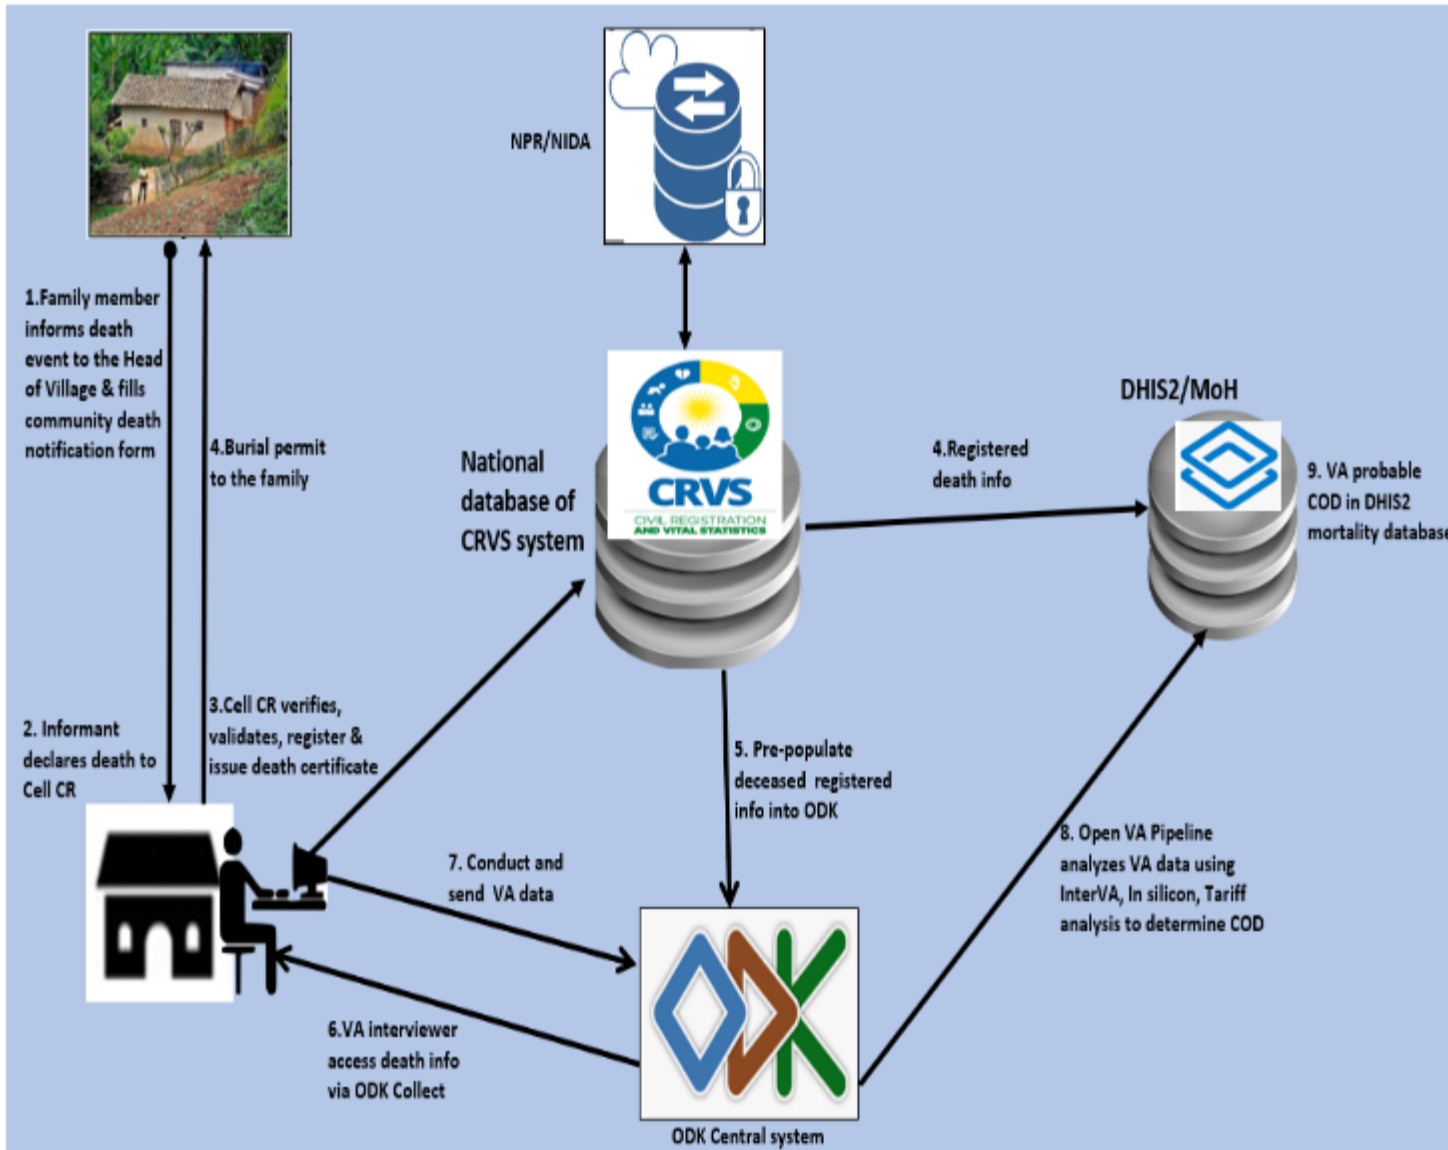 NPR/NIDA
1.Family member
informs death
event to the Head
of Village & fills
community death
notification form
4.Burial permit
to the family
National
database of
CRVS system
CRVS
CIVIL REGISTRATION
AND VITAL STATISTICS
4.Registered
death info
DHIS2/MoH
9. VA probable
COD in DHIS2
mortality database
2. Informant
declares death to
Cell CR
3.Cell CR verifies,
validates, register &
issue death certificate
5. Pre-populate
deceased registered
info into ODK
7. Conduct and
send VA data
8. Open VA Pipeline
analyzes VA data using
InterVA, In silicon, Tariff
analysis to determine COD
6.VA interviewer
access death info
via ODK Collect
ODK
ODK Central system